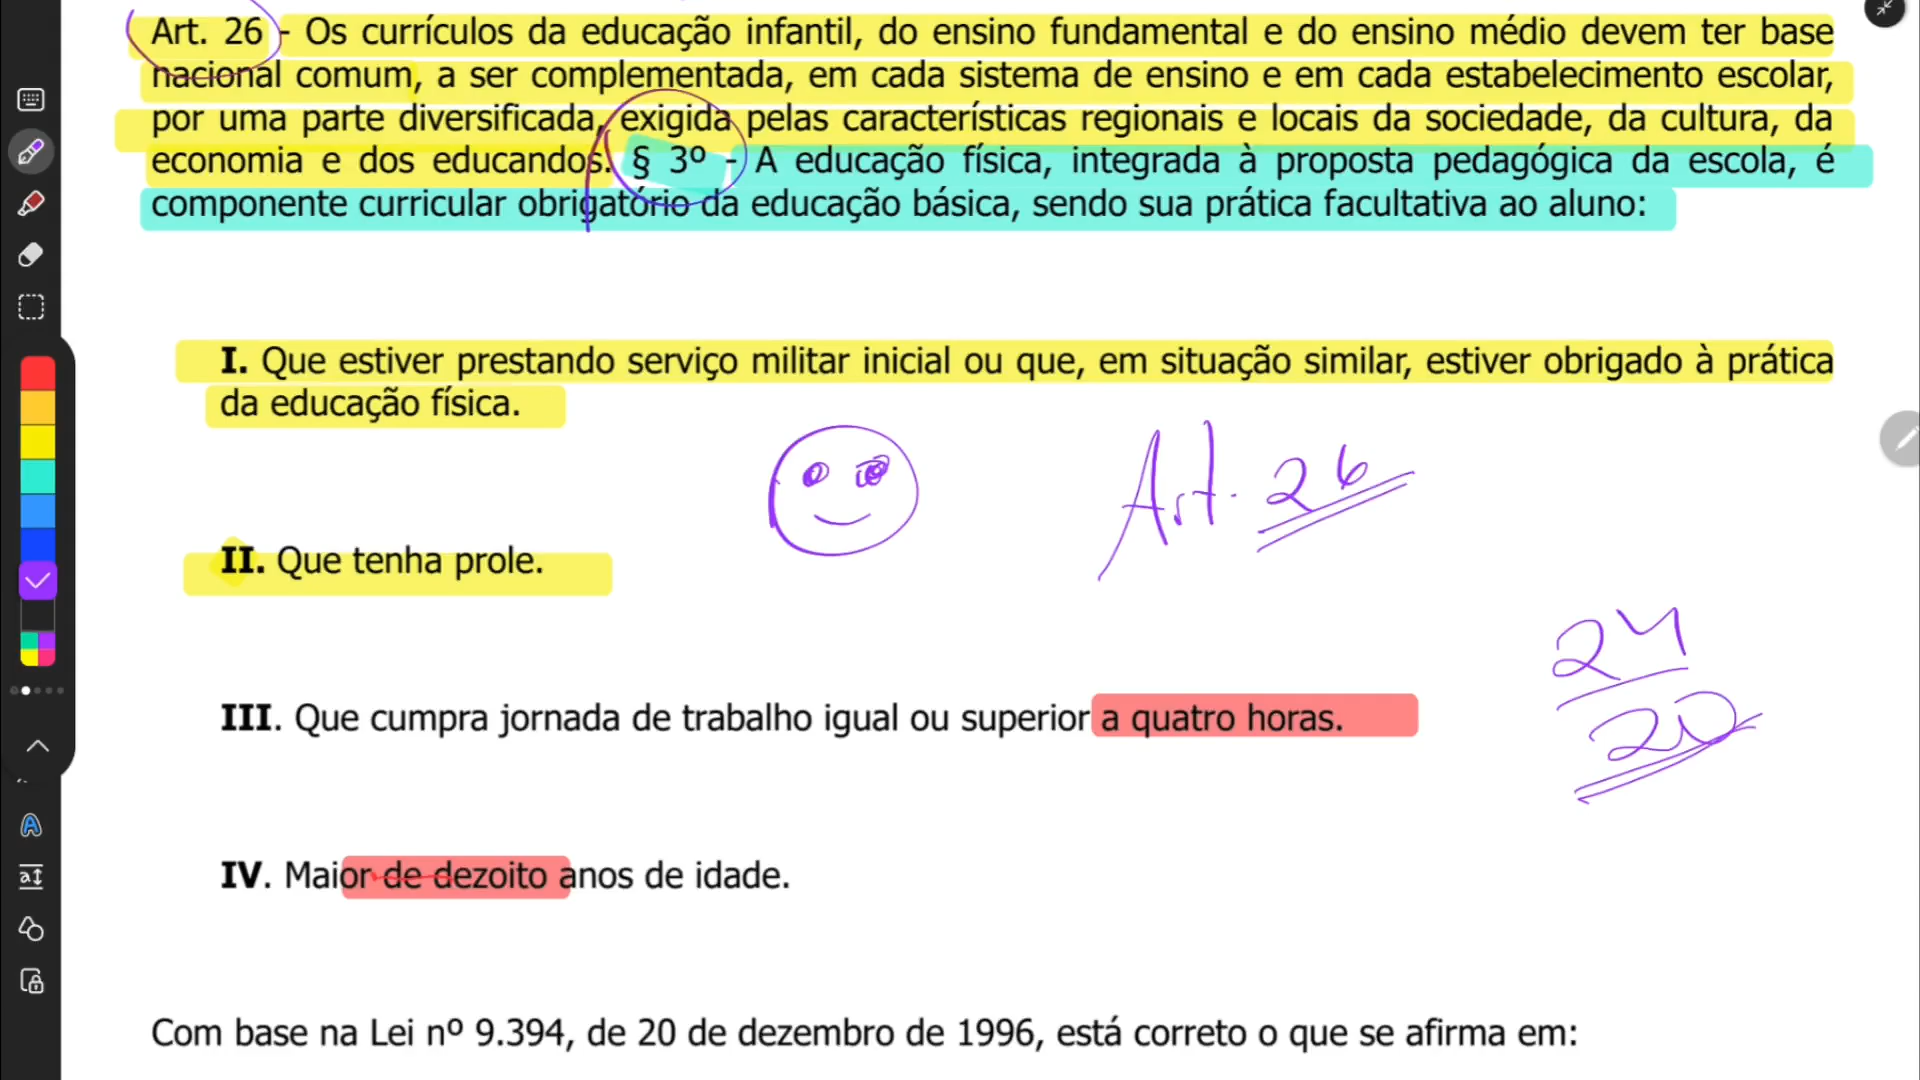 Art. 26 - Os currículos da educação infantil, do ensino fundamental e do ensino médio devem ter base
nacional comum, a ser complementada, em cada sistema de ensino e em cada estabelecimento escolar,
por uma parte diversificada, exigida pelas características regionais e locais da sociedade, da cultura, da
economia e dos educandos. § 3º - A educação física, integrada à proposta pedagógica da escola, é
componente curricular obrigatório da educação básica, sendo sua prática facultativa ao aluno:
I. Que estiver prestando serviço militar inicial ou que, em situação similar, estiver obrigado à prática
da educação física.
Art. 26
II. Que tenha prole.
24
20
III. Que cumpra jornada de trabalho igual ou superior a quatro horas.
IV. Maior de dezoito anos de idade.
Com base na Lei nº 9.394, de 20 de dezembro de 1996, está correto o que se afirma em: